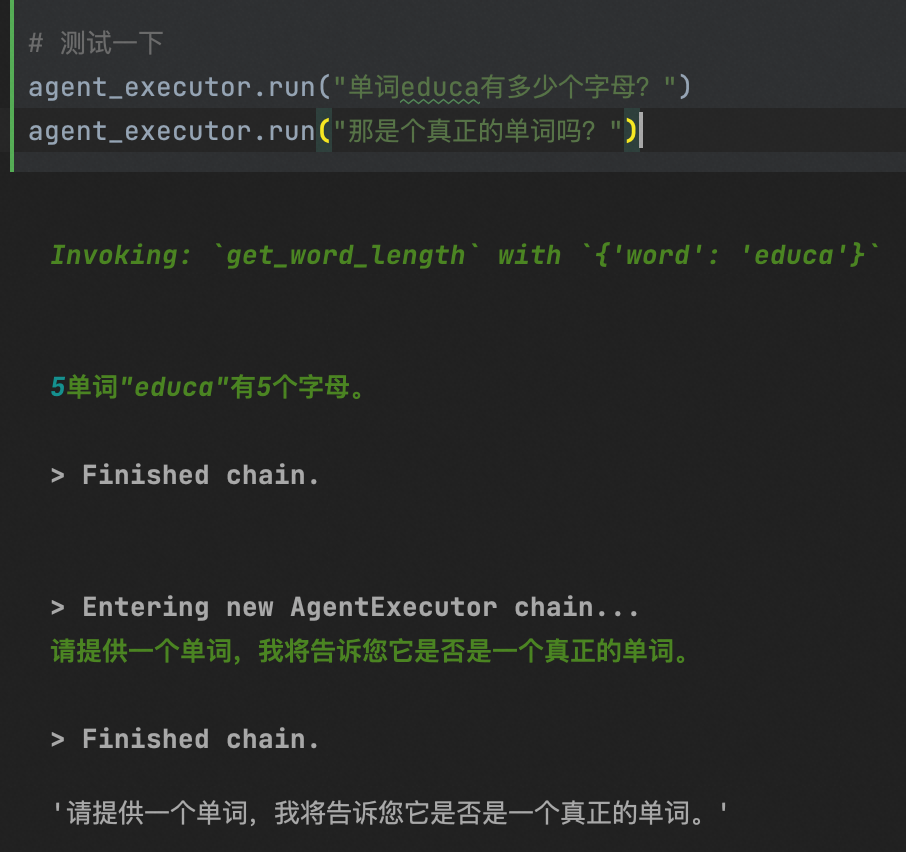 # 测试一下
agent_executor.run("单词educa有多少个字母？")
agent_executor.run("那是个真正的单词吗？")
Invoking: `get_word_length` with `{'word': 'educa'}`
5单词"educa"有5个字母。
> Finished chain.
> Entering new AgentExecutor chain...
请提供一个单词，我将告诉您它是否是一个真正的单词。
> Finished chain.
'请提供一个单词，我将告诉您它是否是一个真正的单词。'